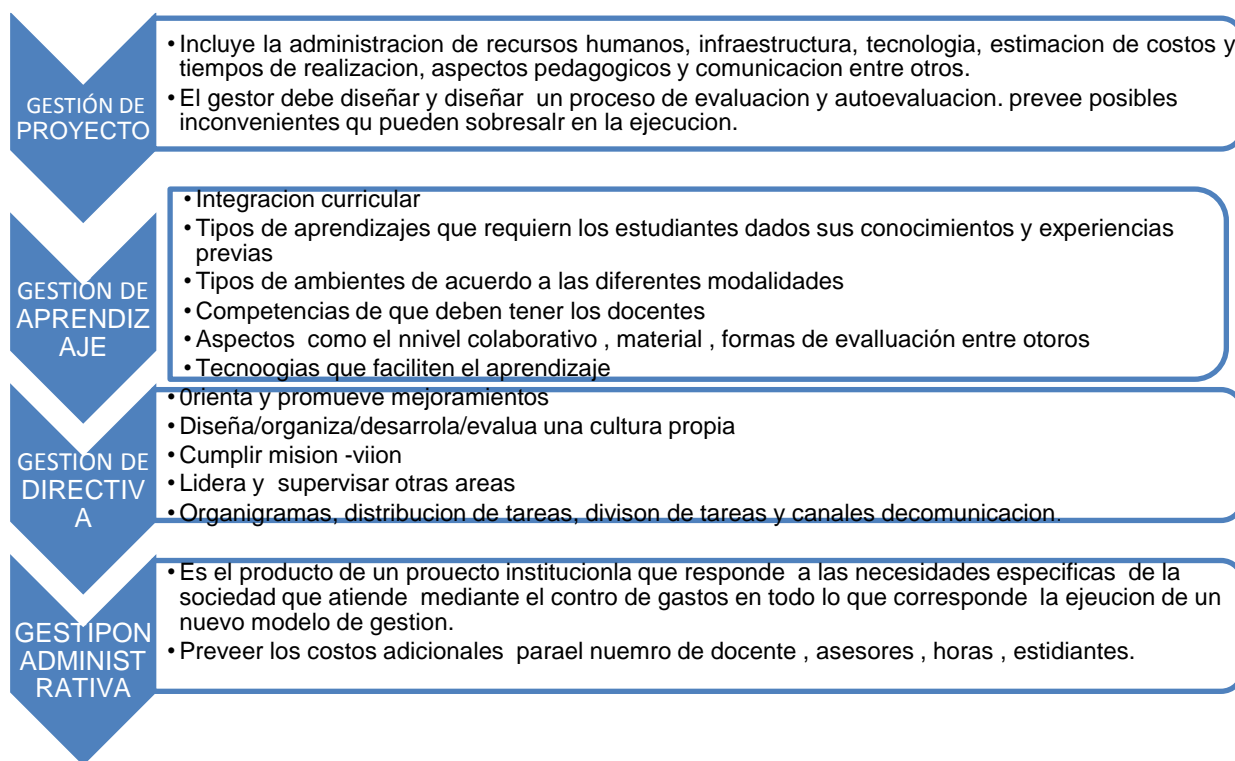 GESTIÓN DE
PROYECTO
• Incluye la administracion de recursos humanos, infraestructura, tecnologia, estimacion de costos y
tiempos de realizacion, aspectos pedagogicos y comunicacion entre otros.
• El gestor debe diseñar y diseñar un proceso de evaluacion y autoevaluacion. prevee posibles
inconvenientes qu pueden sobresalr en la ejecucion.
GESTIÓN DE
APRENDIZ
AJE
• Integracion curricular
• Tipos de aprendizajes que requiern los estudiantes dados sus conocimientos y experiencias
previas
• Tipos de ambientes de acuerdo a las diferentes modalidades
• Competencias de que deben tener los docentes
• Aspectos como el nnivel colaborativo , material , formas de evalluación entre otoros
• Tecnoogias que faciliten el aprendizaje
GESTIÓN DE
DIRECTIV
A
• 0rienta y promueve mejoramientos
• Diseña/organiza/desarrola/evalua una cultura propia
• Cumplir mision -viion
• Lidera y supervisar otras areas
• Organigramas, distribucion de tareas, divison de tareas y canales decomunicacion.
GESTIPON
ADMINIST
RATIVA
• Es el producto de un prouecto institucionla que responde a las necesidades especificas de la
sociedad que atiende mediante el contro de gastos en todo lo que corresponde la ejeucion de un
nuevo modelo de gestion.
• Preveer los costos adicionales parael nuemro de docente , asesores , horas , estidiantes.